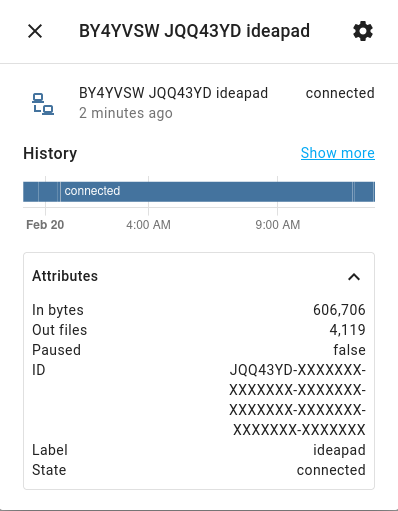 BY4YVSW JQQ43YD ideapad
BY4YVSW JQQ43YD ideapad connected
2 minutes ago
History Show more
connected
Feb 20 4:00 AM 9:00 AM
Attributes
In bytes 606,706
Out files 4,119
Paused false
ID JQQ43YD-XXXXXXX-
XXXXXXX-XXXXXXX-
XXXXXXX-XXXXXXX-
XXXXXXX-XXXXXXX
Label ideapad
State connected